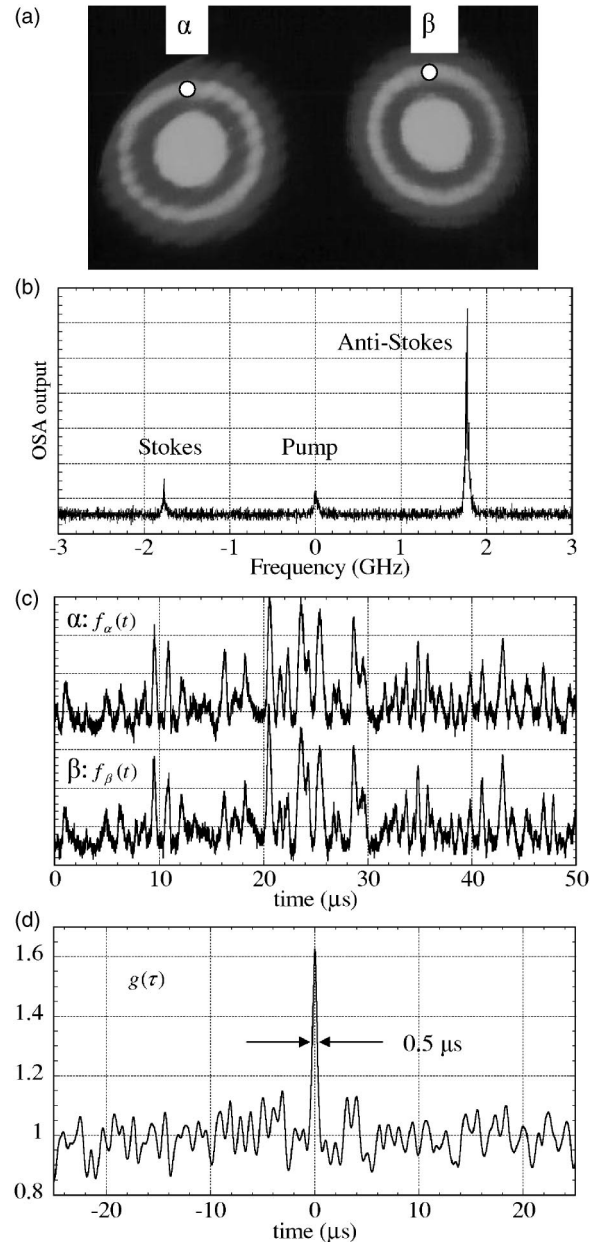 (a)
α β
(b)
OSA output
Anti-Stokes
Stokes Pump
-3 -2 -1 0 1 2 3
Frequency (GHz)
(c)
α: fα(t)
β: fβ(t)
0 10 20 30 40 50
time (μs)
(d)
1.6
g(τ)
1.4
0.5 μs
1.2
1
0.8
-20 -10 0 10 20
time (μs)